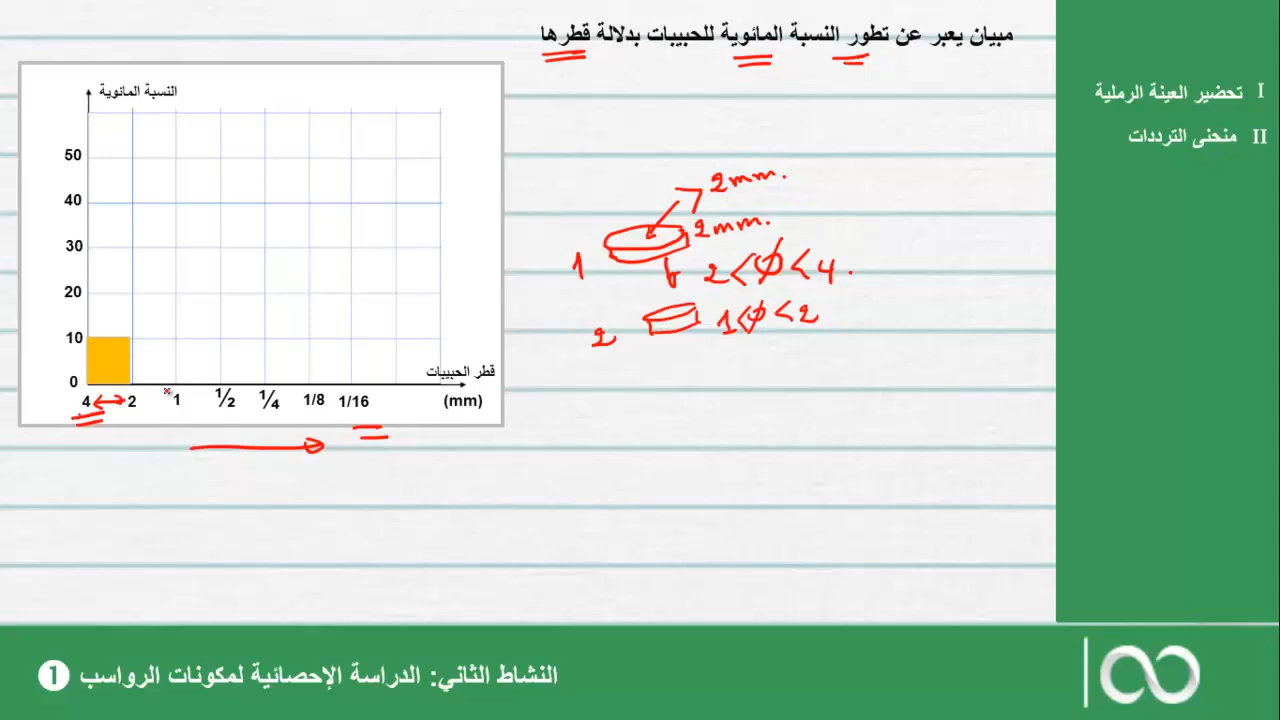 مبيان يعبر عن تطور النسبة المائوية للحبيبات بدلالة قطرها
I تحضير العينة الرملية
II منحنى الترددات
النسبة المائوية
50
40
30
20
10
0
قطر الحبيبات
4 2 1 ½ ¼ 1/8 1/16 (mm)
2mm.
2mm.
1
2<ϕ<4.
2
1<ϕ<2
النشاط الثاني: الدراسة الإحصائية لمكونات الرواسب 1